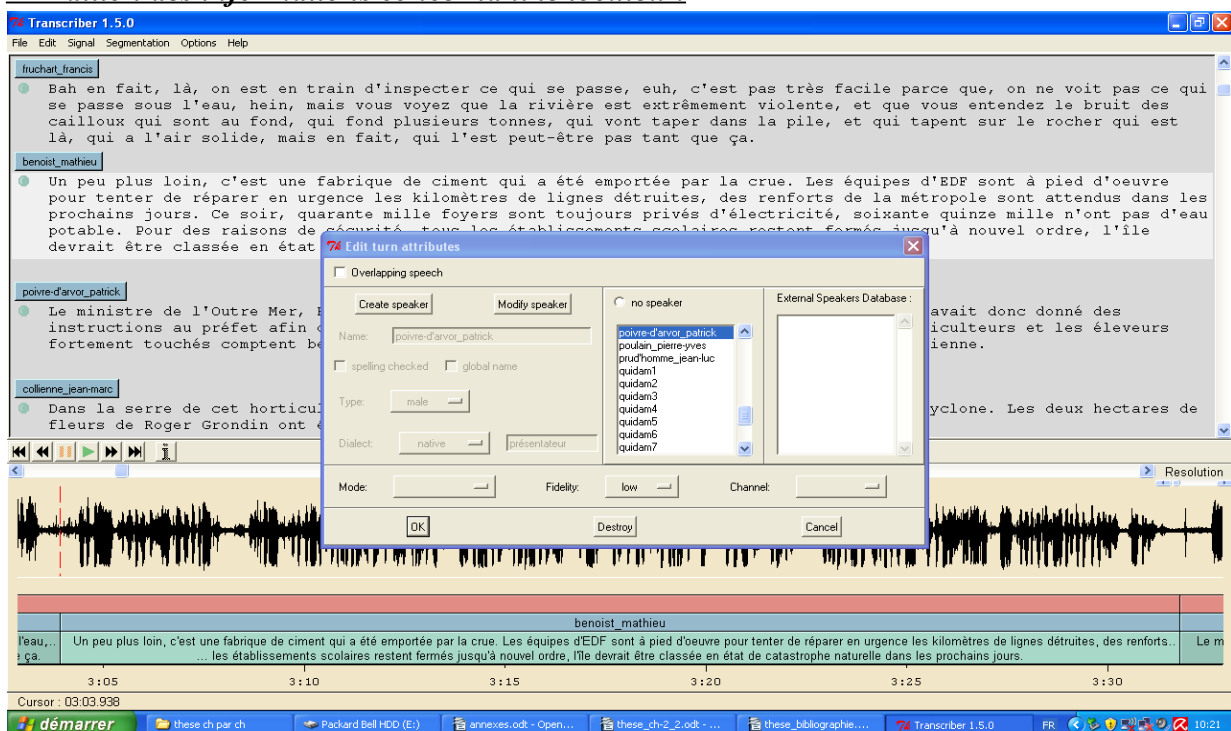 Transcriber 1.5.0
File Edit Signal Segmentation Options Help
fruchart_francis
Bah en fait, là, on est en train d'inspecter ce qui se passe, euh, c'est pas très facile parce que, on ne voit pas ce qui
se passe sous l'eau, hein, mais vous voyez que la rivière est extrêmement violente, et que vous entendez le bruit des
cailloux qui sont au fond, qui fond plusieurs tonnes, qui vont taper dans la pile, et qui tapent sur le rocher qui est
là, qui a l'air solide, mais en fait, qui l'est peut-être pas tant que ça.
benoist_mathieu
Un peu plus loin, c'est une fabrique de ciment qui a été emportée par la crue. Les équipes d'EDF sont à pied d'oeuvre
pour tenter de réparer en urgence les kilomètres de lignes détruites, des renforts de la métropole sont attendus dans les
prochains jours. Ce soir, quarante mille foyers sont toujours privés d'électricité, soixante quinze mille n'ont pas d'eau
potable. Pour des raisons de sécurité, tous les établissements scolaires restent fermés jusqu'à nouvel ordre, l'île
devrait être classée en état
poivre-d'arvor_patrick
Le ministre de l'Outre Mer, avait donc donné des
instructions au préfet afin iculteurs et les éleveurs
fortement touchés comptent ienne.
collienne_jean-marc
Dans la serre de cet horticul yclone. Les deux hectares de
fleurs de Roger Grondin ont
Edit turn attributes
Overlapping speech
Create speaker Modify speaker
no speaker
External Speakers Database :
Name: poivre-d'arvor_patrick
spelling checked global name
Type: male
Dialect: native présentateur
poivre-d'arvor_patrick
poulain_pierre-yves
prud'homme_jean-luc
quidam1
quidam2
quidam3
quidam4
quidam5
quidam6
quidam7
Mode: Fidelity: low Channel:
OK Destroy Cancel
Resolution
benoist_mathieu
l'eau,.. Un peu plus loin, c'est une fabrique de ciment qui a été emportée par la crue. Les équipes d'EDF sont à pied d'oeuvre pour tenter de réparer en urgence les kilomètres de lignes détruites, des renforts... Le m
ça. ... les établissements scolaires restent fermés jusqu'à nouvel ordre, l'île devrait être classée en état de catastrophe naturelle dans les prochains jours.
3:05 3:10 3:15 3:20 3:25 3:30
Cursor : 03:03.938
démarrer these ch par ch Packard Bell HDD (E:) annexes.odt - Open... these_ch-2_2.odt - ... these_bibliographie.... Transcriber 1.5.0 FR 10:21